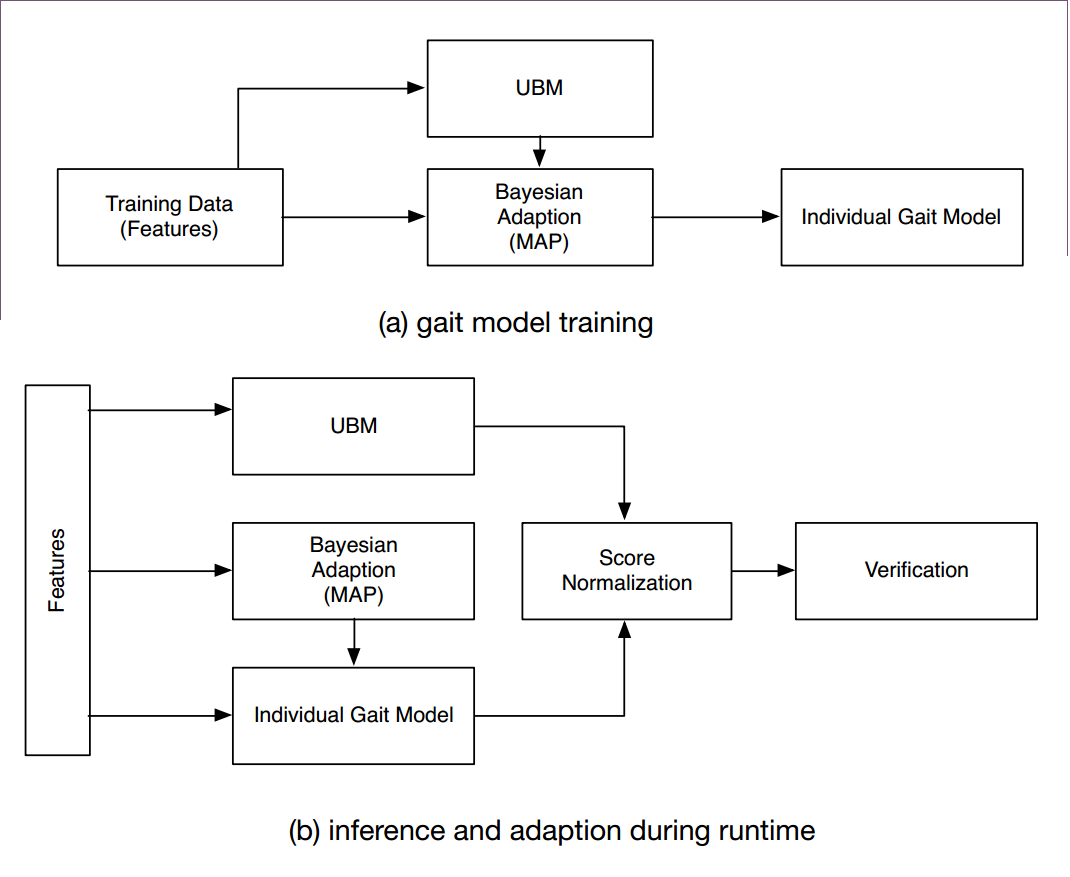 UBM
Training Data
(Features)
Bayesian
Adaption
(MAP)
Individual Gait Model
(a) gait model training
Features
UBM
Bayesian
Adaption
(MAP)
Individual Gait Model
Score
Normalization
Verification
(b) inference and adaption during runtime